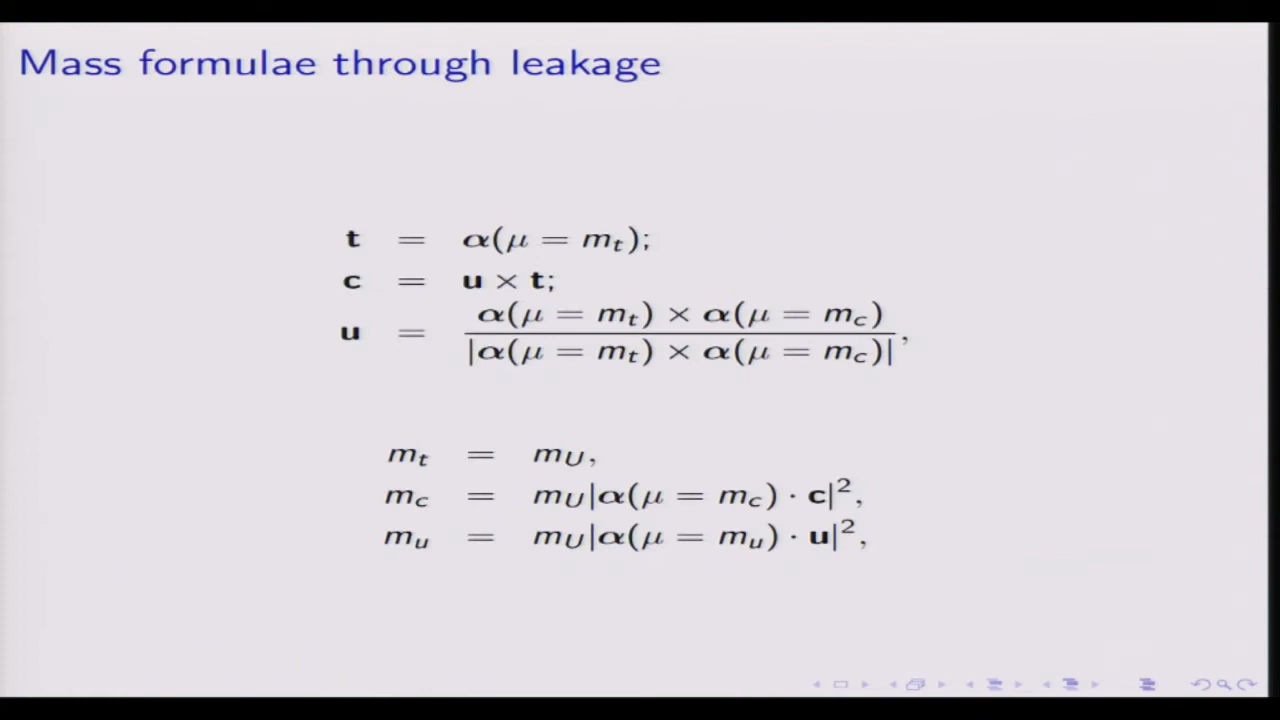 Mass formulae through leakage
t = α(μ = m_t);
c = u × t;
u = \frac{α(μ = m_t) × α(μ = m_c)}{|α(μ = m_t) × α(μ = m_c)|},
m_t = m_U,
m_c = m_U|α(μ = m_c) · c|²,
m_u = m_U|α(μ = m_u) · u|²,